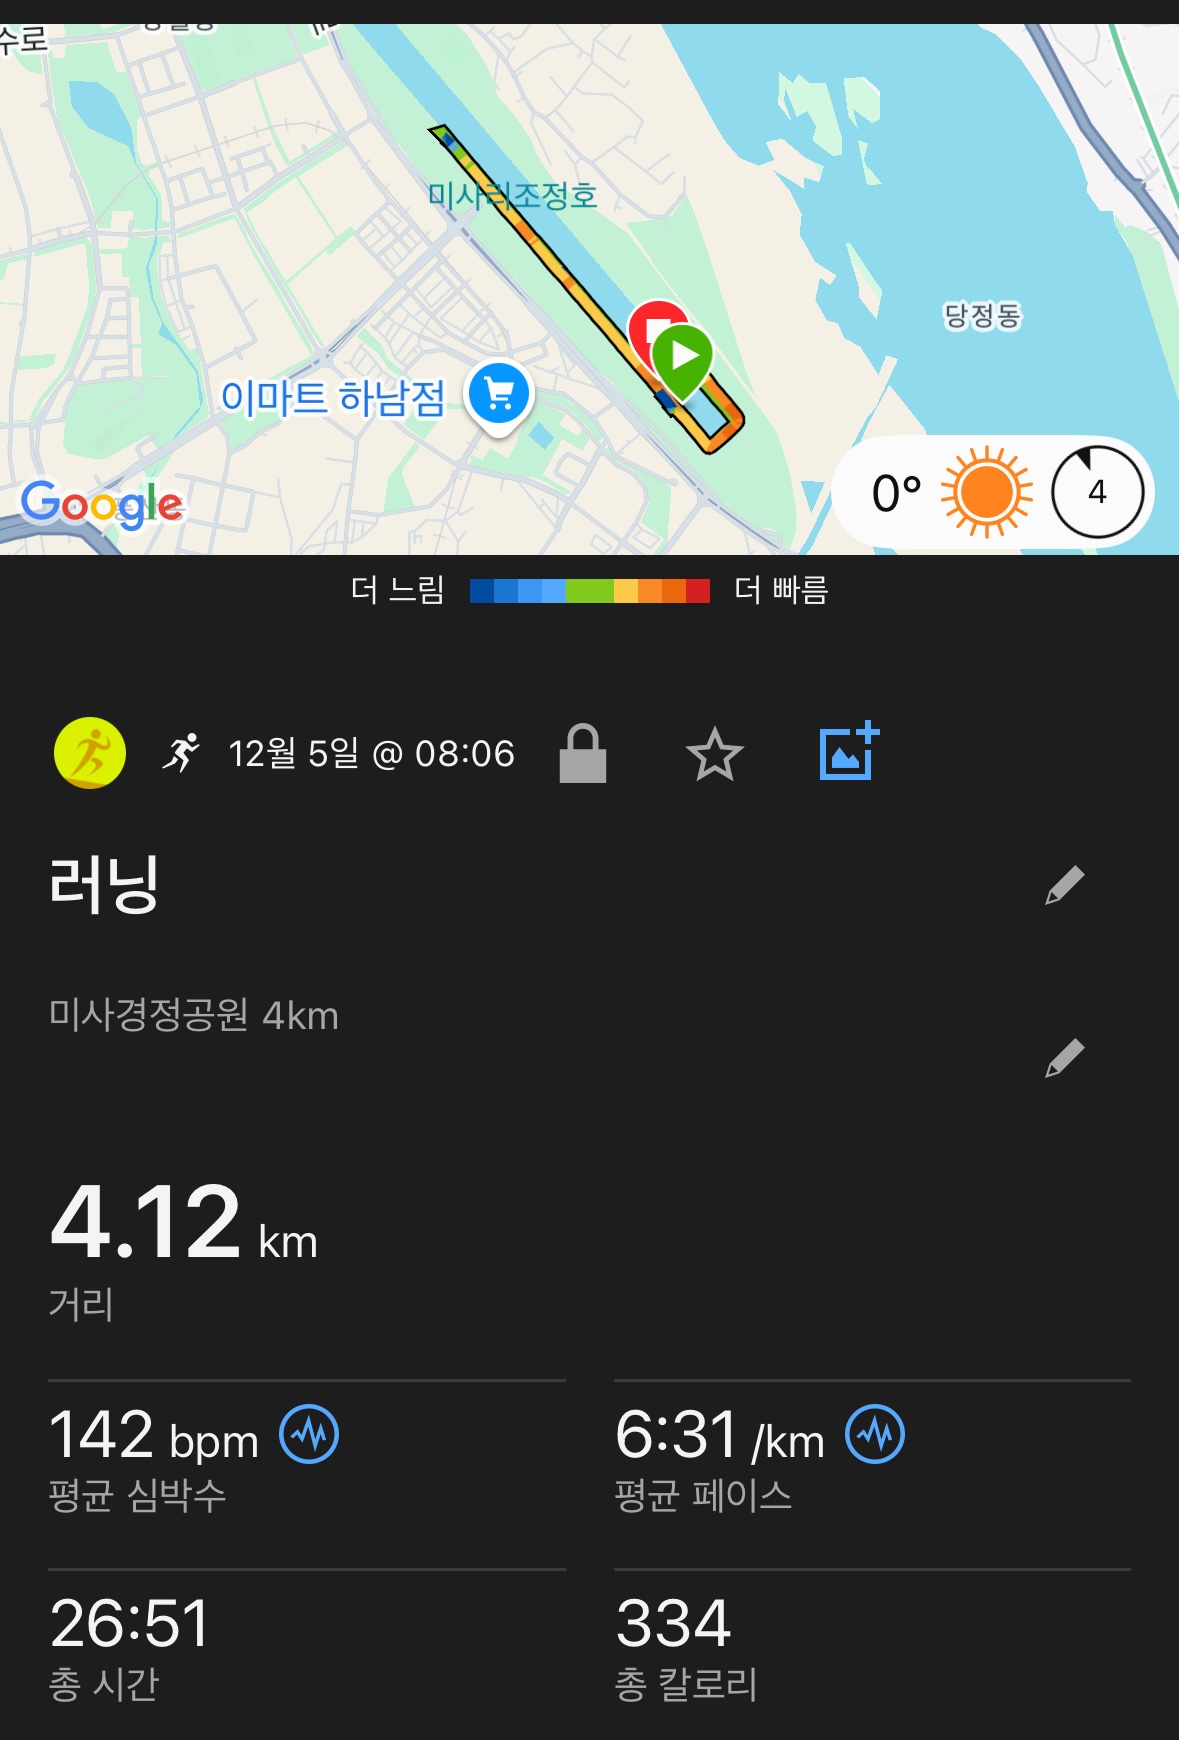 수로
미사리조정호
당정동
이마트 하남점
Google
0°
4
더 느림
더 빠름
12월 5일 @ 08:06
러닝
미사경정공원 4km
4.12 km
거리
142 bpm
6:31 /km
평균 심박수
평균 페이스
26:51
334
총 시간
총 칼로리